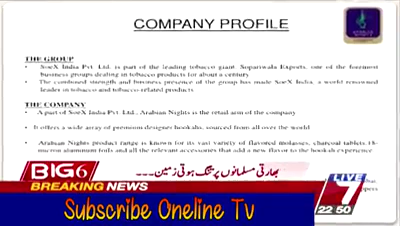 COMPANY PROFILE
THE GROUP
SoeX India Pvt Ltd. is part of the leading tobacco giant Sopariwala Exports, one of the foremost
business groups dealing in tobacco products for about a century
The combined strength and business presence of the group has made SoeX India, a world renowned
leader in tobacco and tobacco related products
THE COMPANY
A part of SoeX India Pvt Ltd., Arabian Nights is the retail arm of the company
It offers a wide array of premium designer hookahs, sourced from all over the world
Arabian Nights product range is known for its vast variety of flavored molasses, charcoal tablets,
micron aluminum foils and all the relevant accessories that add a new flavor to the hookah experience
BIG6
BREAKING NEWS
بھارتی مسلمانوں پر تنگ ہوتی زمین۔۔۔
LIVE
7
22:50
Subscribe Oneline Tv